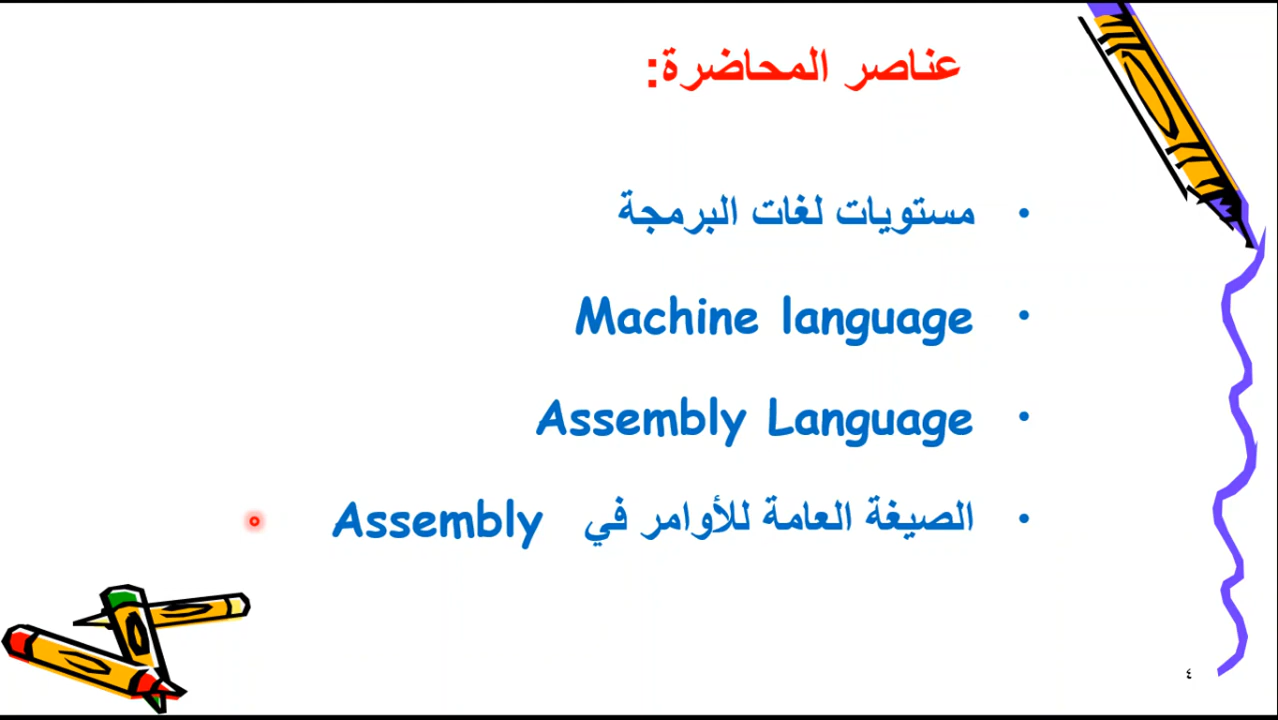 عناصر المحاضرة:
• مستويات لغات البرمجة
• Machine language
• Assembly Language
• الصيغة العامة للأوامر في Assembly
٤